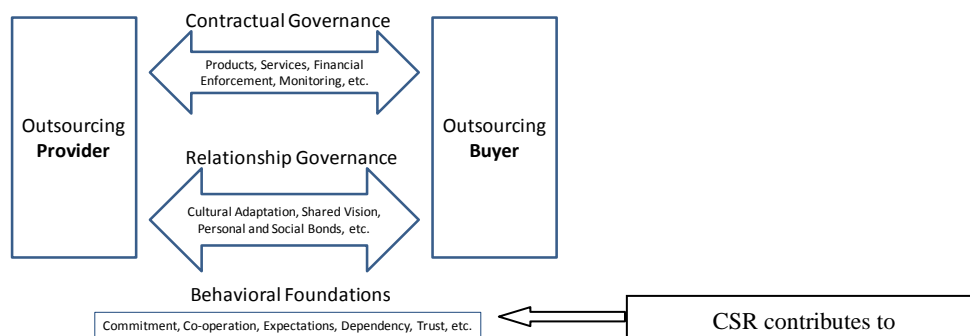 Contractual Governance
Products, Services, Financial
Enforcement, Monitoring, etc.
Outsourcing
Provider
Outsourcing
Buyer
Relationship Governance
Cultural Adaptation, Shared Vision,
Personal and Social Bonds, etc.
Behavioral Foundations
Commitment, Co-operation, Expectations, Dependency, Trust, etc.
CSR contributes to